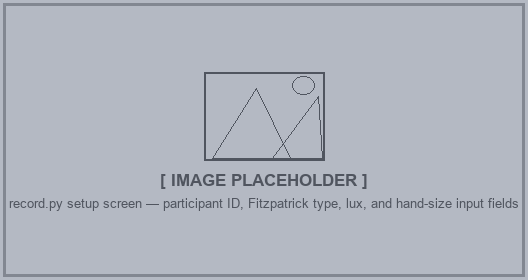 [ IMAGE PLACEHOLDER ]
record.py setup screen — participant ID, Fitzpatrick type, lux, and hand-size input fields